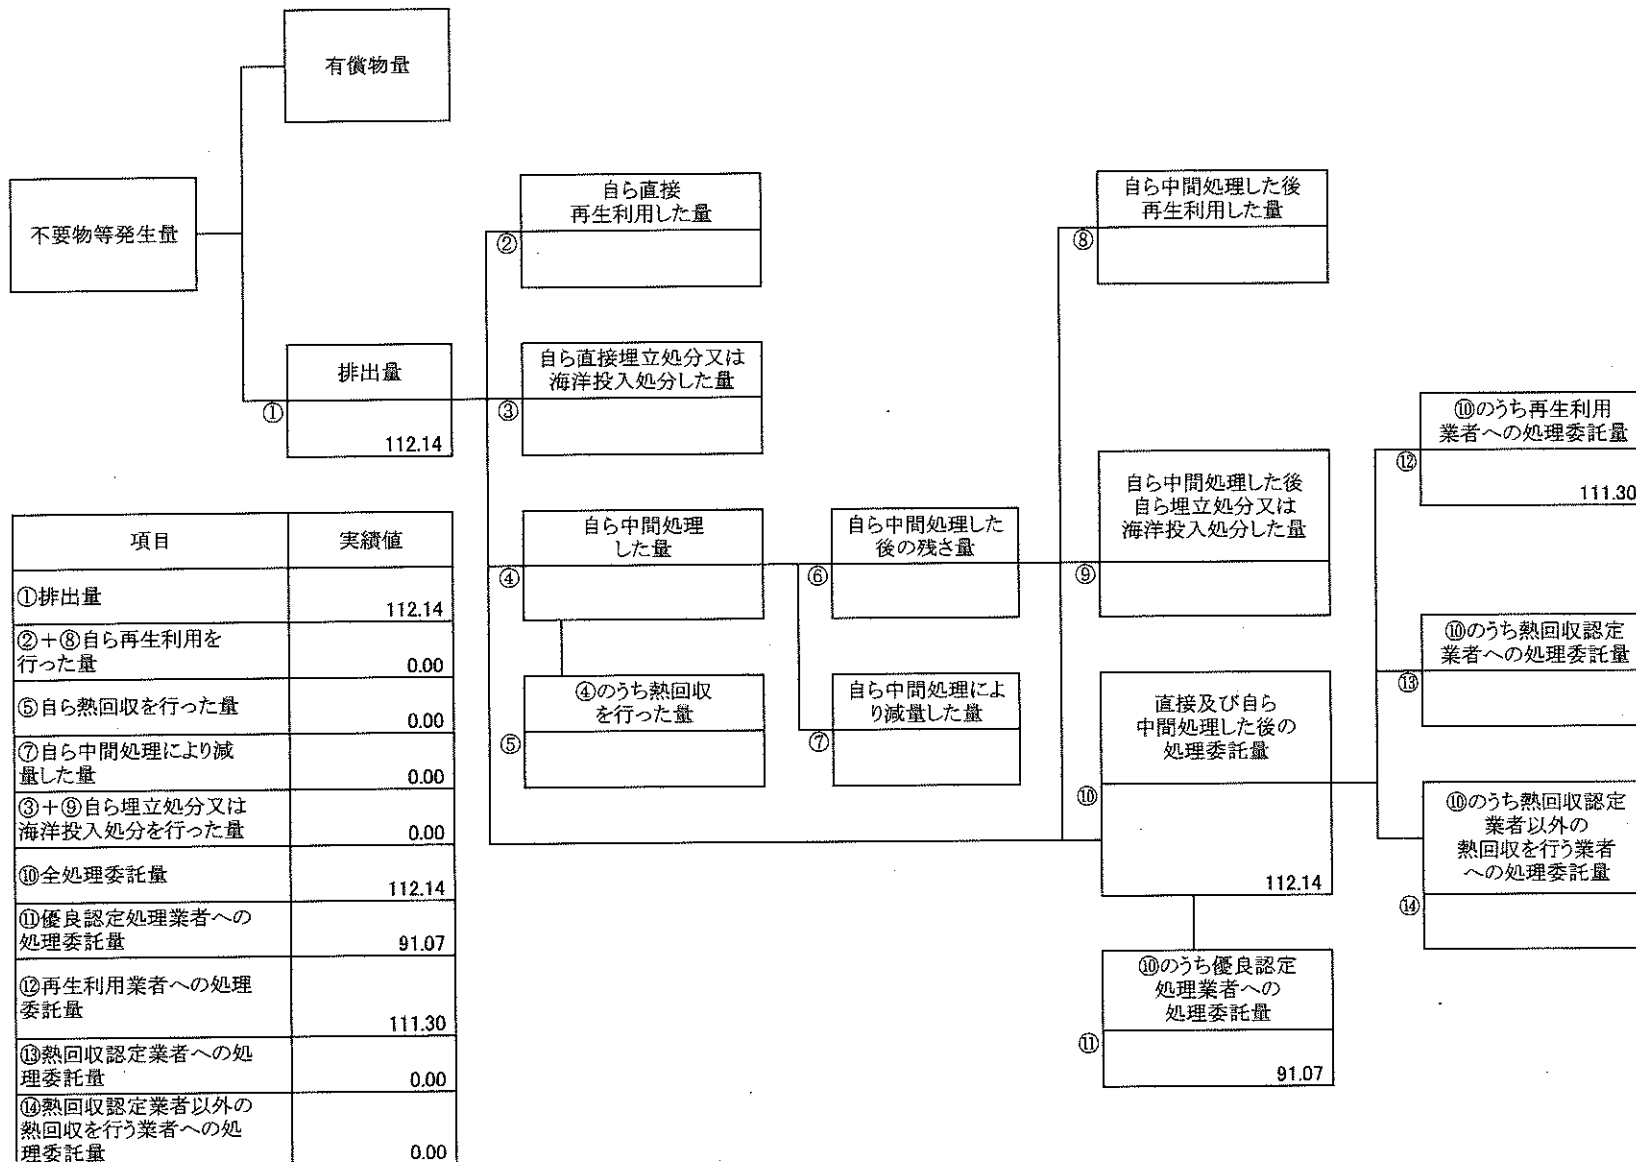 有償物量
不要物等発生量
①
排出量
112.14
②
自ら直接
再生利用した量
③
自ら直接埋立処分又は
海洋投入処分した量
④
自ら中間処理
した量
⑤
④のうち熱回収
を行った量
⑥
自ら中間処理した
後の残さ量
⑦
自ら中間処理によ
り減量した量
⑧
自ら中間処理した後
再生利用した量
⑨
自ら中間処理した後
自ら埋立処分又は
海洋投入処分した量
⑩
直接及び自ら
中間処理した後の
処理委託量
112.14
⑪
⑩のうち優良認定
処理業者への
処理委託量
91.07
⑫
⑩のうち再生利用
業者への処理委託量
111.30
⑬
⑩のうち熱回収認定
業者への処理委託量
⑭
⑩のうち熱回収認定
業者以外の
熱回収を行う業者
への処理委託量
項目 実績値
①排出量 112.14
②+⑧自ら再生利用を
行った量 0.00
⑤自ら熱回収を行った量 0.00
⑦自ら中間処理により減
量した量 0.00
③+⑨自ら埋立処分又は
海洋投入処分を行った量 0.00
⑩全処理委託量 112.14
⑪優良認定処理業者への
処理委託量 91.07
⑫再生利用業者への処理
委託量 111.30
⑬熱回収認定業者への処
理委託量 0.00
⑭熱回収認定業者以外の
熱回収を行う業者への処
理委託量 0.00